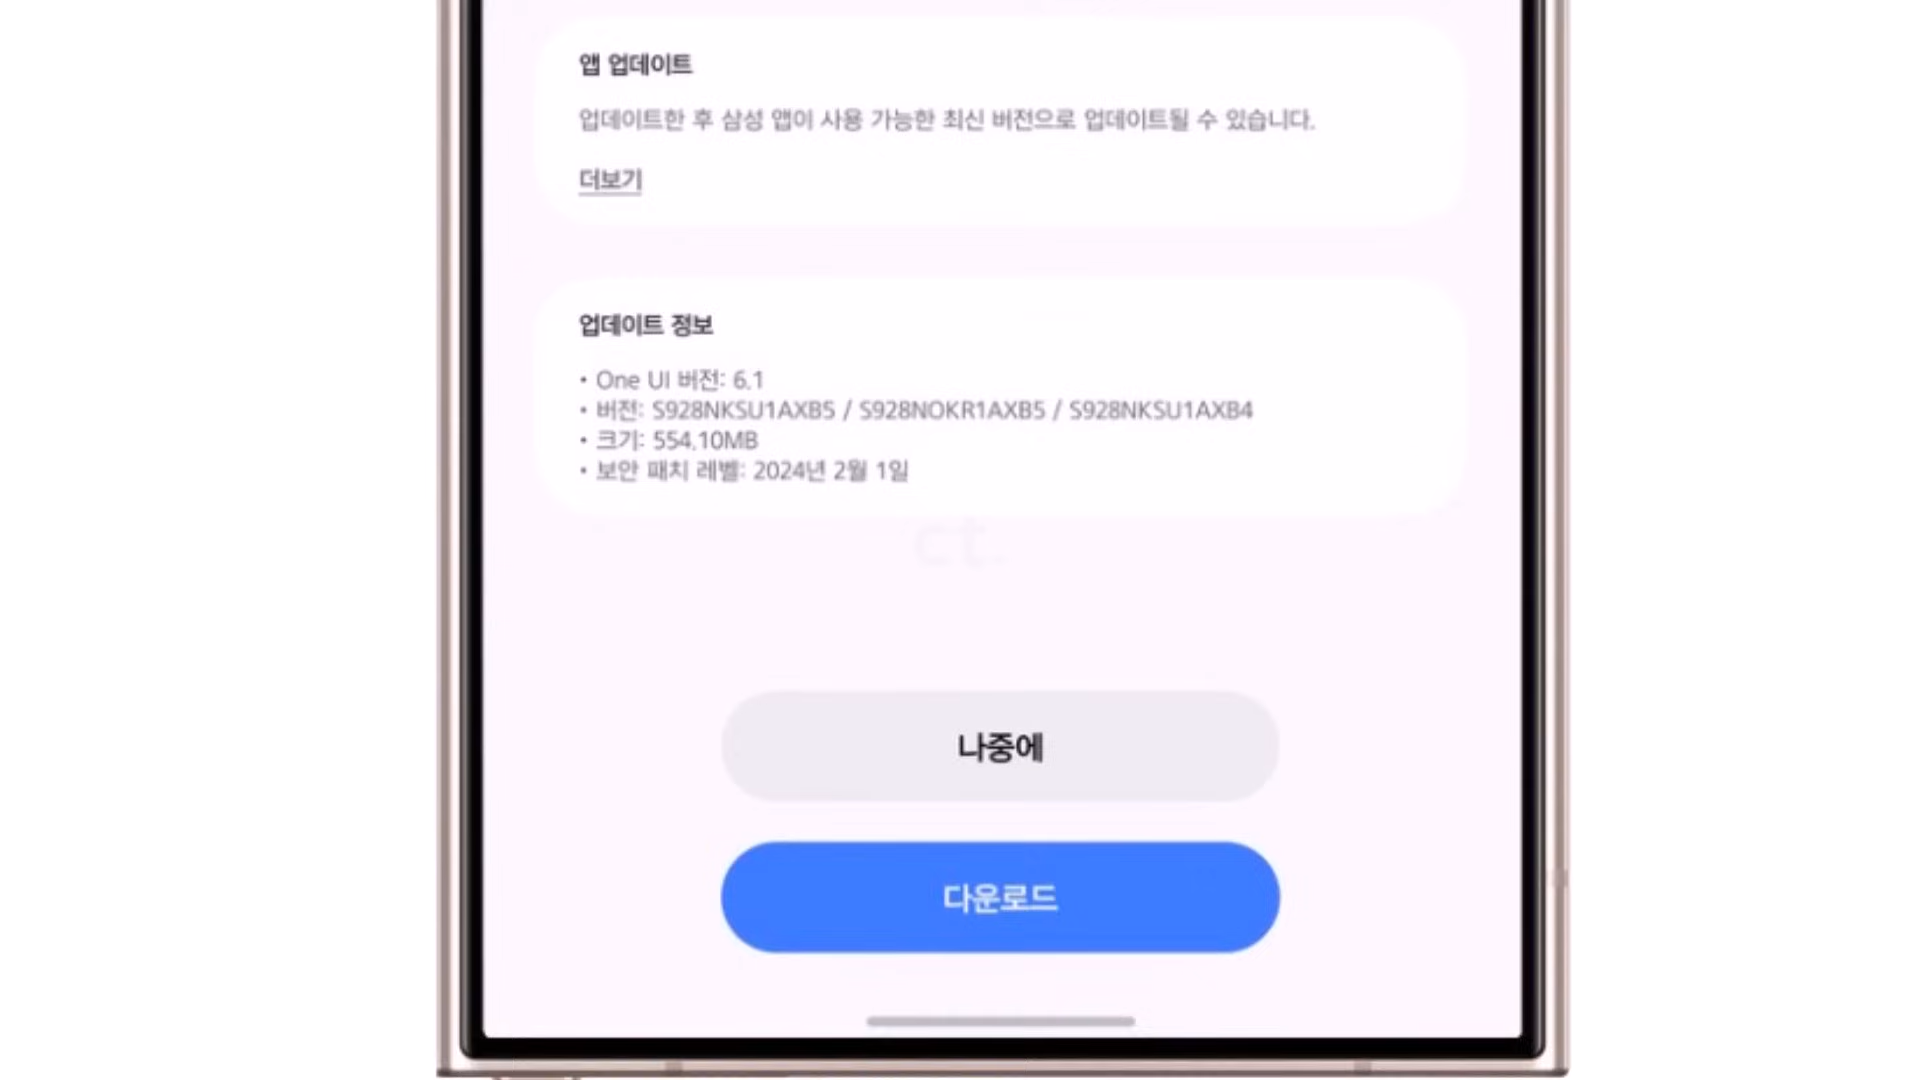 앱 업데이트
업데이트한 후 삼성 앱이 사용 가능한 최신 버전으로 업데이트될 수 있습니다.
더보기
업데이트 정보
• One UI 버전: 6.1
• 버전: S928NKSU1AXB5 / S928NOKR1AXB5 / S928NKSU1AXB4
• 크기: 554.10MB
• 보안 패치 레벨: 2024년 2월 1일
ct.
나중에
다운로드